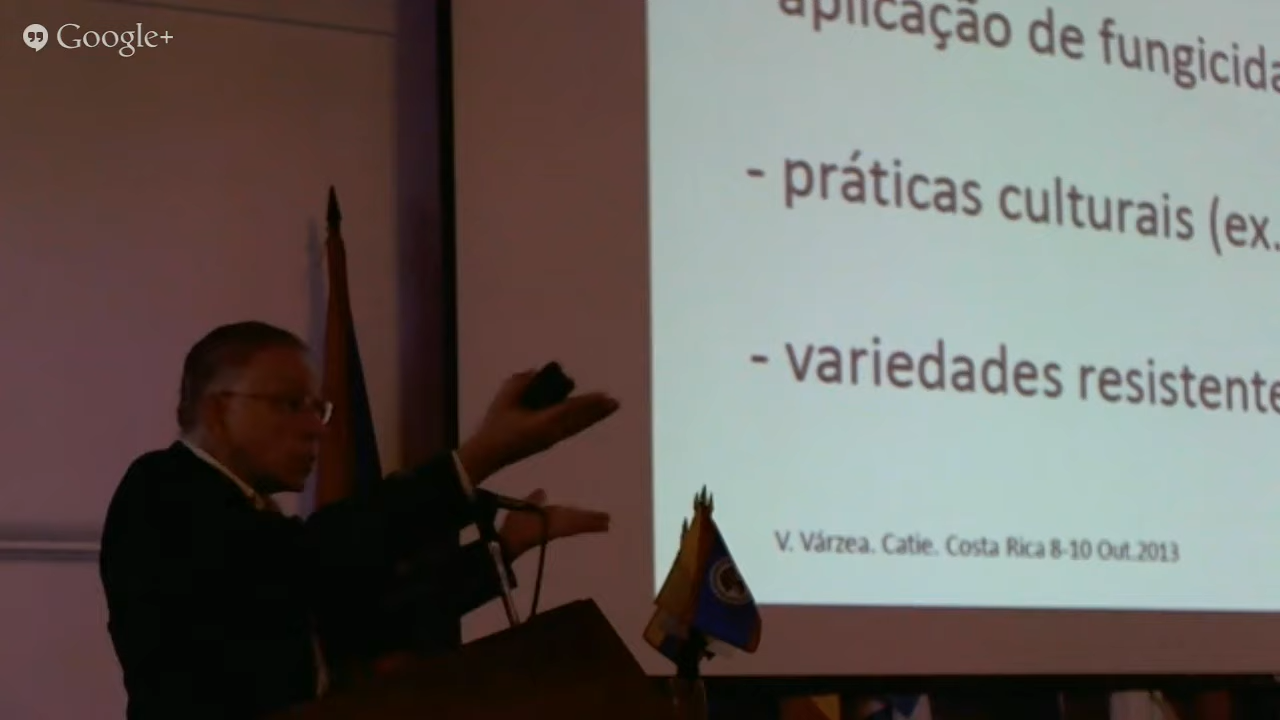 Google+
aplicação de fungicida
- práticas culturais (ex.
- variedades resistente
V. Várzea. Catie. Costa Rica 8-10 Out.2013